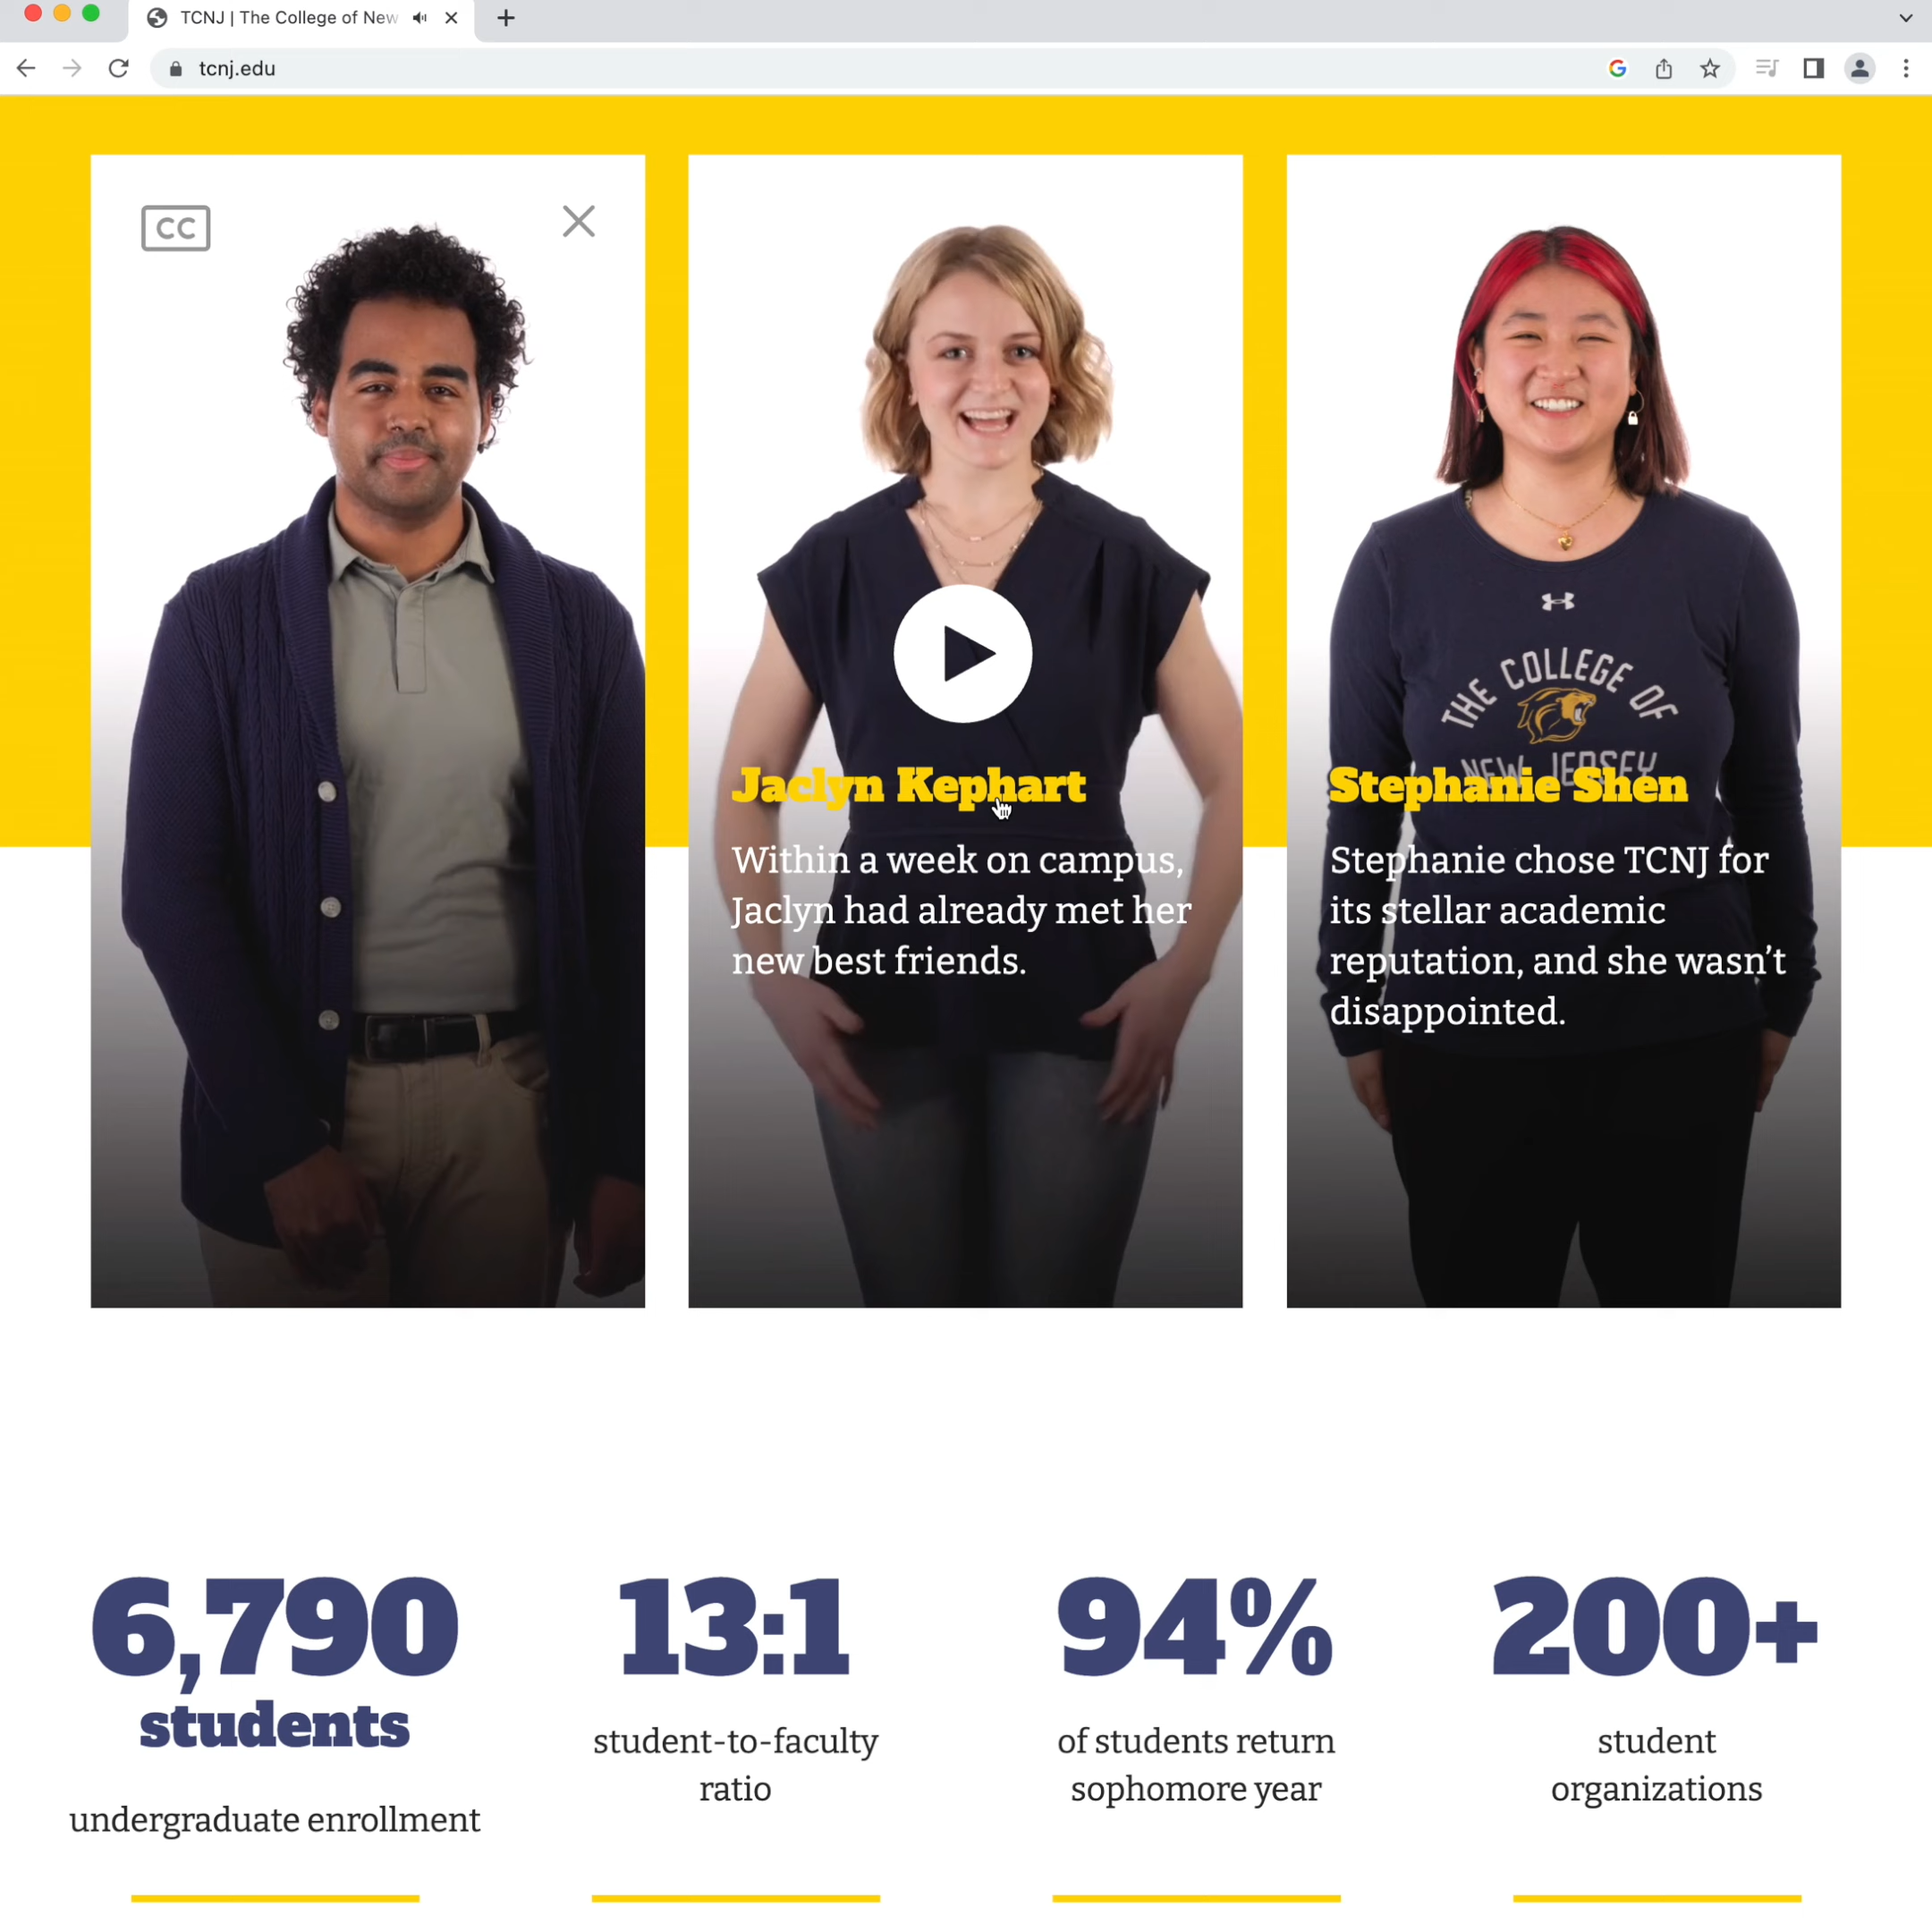 TCNJ | The College of New
tcnj.edu
CC
THE COLLEGE OF
NEW JERSEY
Jaclyn Kephart
Within a week on campus,
Jaclyn had already met her
new best friends.
Stephanie Shen
Stephanie chose TCNJ for
its stellar academic
reputation, and she wasn’t
disappointed.
6,790
students
undergraduate enrollment
13:1
student-to-faculty
ratio
94%
of students return
sophomore year
200+
student
organizations